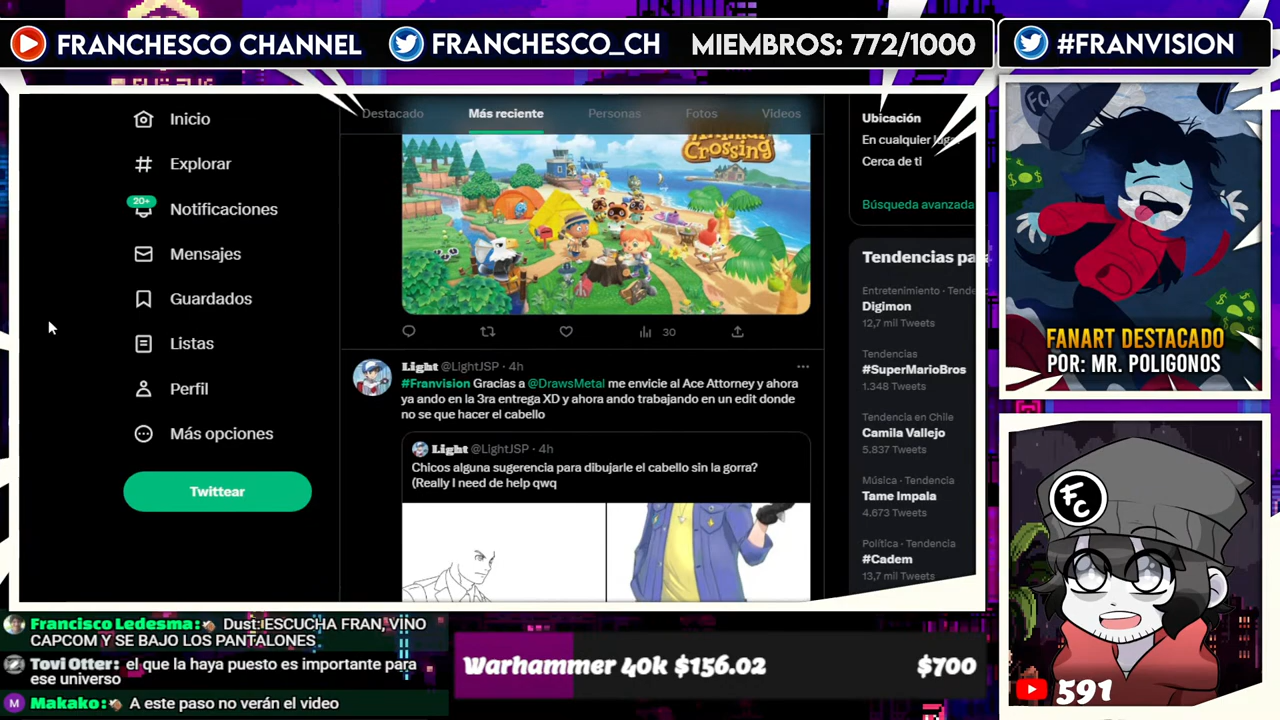 FRANCHESCO CHANNEL
FRANCHESCO_CH
MIEMBROS: 772/1000
#FRANVISION
Inicio
Explorar
20+
Notificaciones
Mensajes
Guardados
Listas
Perfil
Más opciones
Twittear
Destacado
Más reciente
Personas
Fotos
Videos
Animal
Crossing
30
Light @LightJSP · 4h
#Franvision Gracias a @DrawsMetal me envicie al Ace Attorney y ahora
ya ando en la 3ra entrega XD y ahora ando trabajando en un edit donde
no se que hacer el cabello
Light @LightJSP · 4h
Chicos alguna sugerencia para dibujarle el cabello sin la gorra?
(Really I need de help qwq
Ubicación
En cualquier
Cerca de ti
Búsqueda avanzada
Tendencias
Entretenimiento ·
Digimon
12,7 mil Tweets
Tendencias
#SuperMarioBros
1.348 Tweets
Tendencia en Chile
Camila Vallejo
5.837 Tweets
Música · Tendencia
Tame Impala
4.673 Tweets
Política · Tendencia
#Cadem
13,7 mil Tweets
FC
FANART DESTACADO
POR: MR. POLIGONOS
FC
591
Francisco Ledesma: Dust: ESCUCHA FRAN, VINO
CAPCOM Y SE BAJO LOS PANTALONES
Tovi Otter: el que la haya puesto es importante para
ese universo
M Makako: A este paso no verán el video
Warhammer 40k $156.02
$700